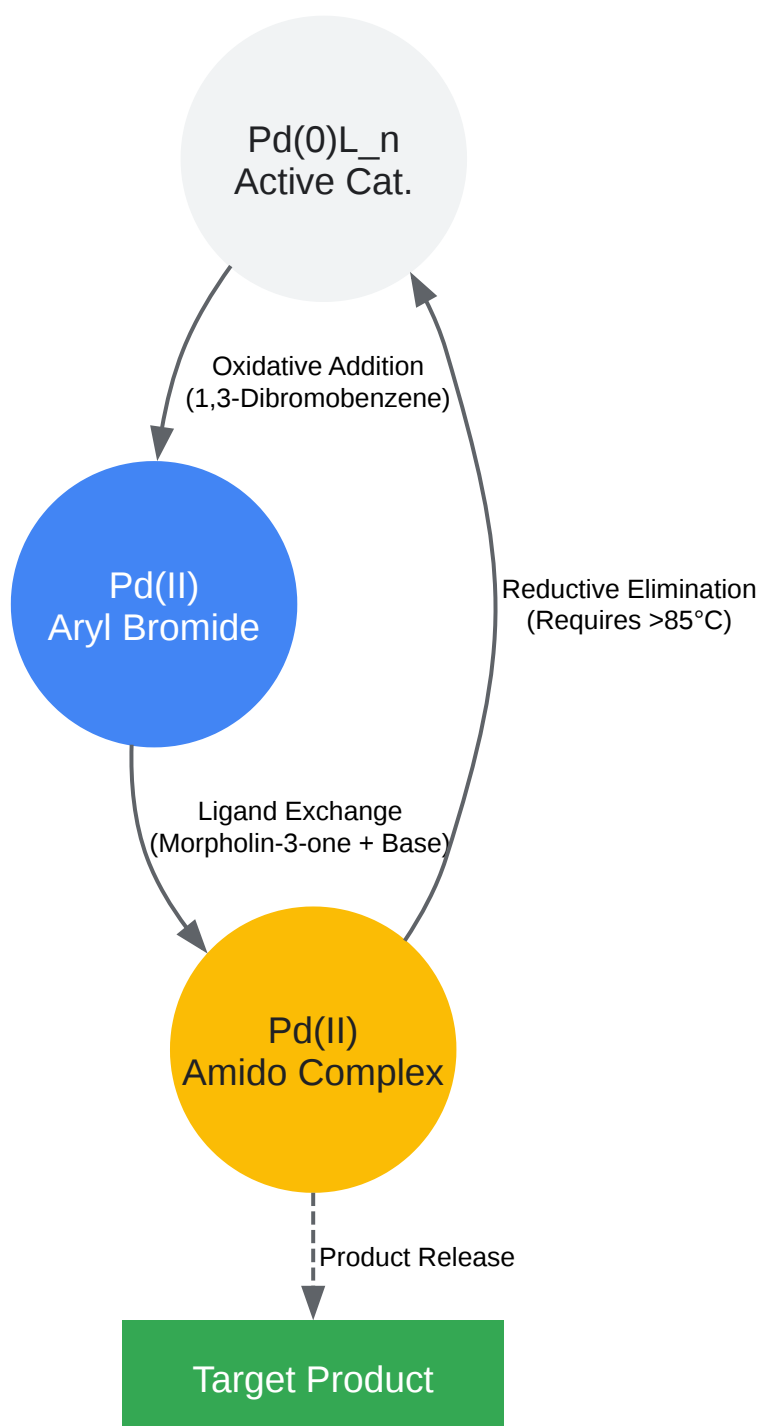 Pd(0)L_n
Active Cat.
Oxidative Addition
(1,3-Dibromobenzene)
Pd(II)
Aryl Bromide
Reductive Elimination
(Requires >85°C)
Ligand Exchange
(Morpholin-3-one + Base)
Pd(II)
Amido Complex
Product Release
Target Product